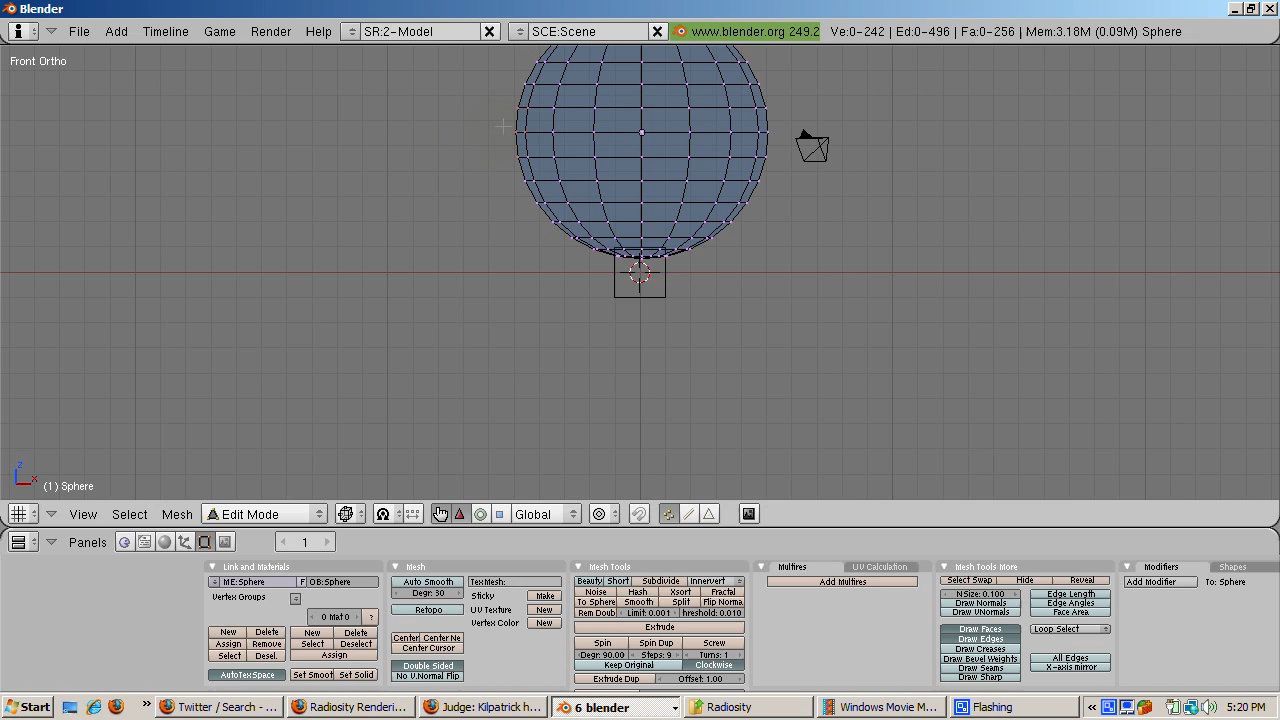 Blender
File Add Timeline Game Render Help SR:2-Model SCE:Scene www.blender.org 249.2 Ve:0-242 | Ed:0-496 | Fa:0-256 | Mem:3.18M (0.09M) Sphere
Front Ortho
z
x
(1) Sphere
View Select Mesh Edit Mode Global
Panels 1
Link and Materials Mesh Mesh Tools Multires UV Calculation Mesh Tools More Modifiers Shapes
ME:Sphere F OB:Sphere
Vertex Groups
0 Mat 0 ?
New Delete New Delete
Assign Remove Select Deselect
Select Desel. Assign
AutoTexSpace Set Smoot Set Solid
Auto Smooth TexMesh:
Degr: 30 Sticky Make
Retopo UV Texture New
Vertex Color New
Center Center Ne
Center Cursor
Double Sided
No V.Normal Flip
Beauty Short Subdivide Innervert
Noise Hash Xsort Fractal
To Sphere Smooth Split Flip Norma
Rem Doub Limit: 0.001 hreshold: 0.010
Extrude
Spin Spin Dup Screw
Degr: 90.00 Steps: 9 Turns: 1
Keep Original Clockwise
Extrude Dup Offset: 1.00
Add Multires
Select Swap Hide Reveal
NSize: 0.100 Edge Length
Draw Normals Edge Angles
Draw VNormals Face Area
Draw Faces Loop Select
Draw Edges
Draw Creases
Draw Bevel Weights All Edges
Draw Seams X-axis mirror
Draw Sharp
Add Modifier To: Sphere
Start » Twitter / Search - ... Radiosity Renderi... Judge: Kilpatrick h... 6 blender Radiosity Windows Movie M... Flashing « 5:20 PM